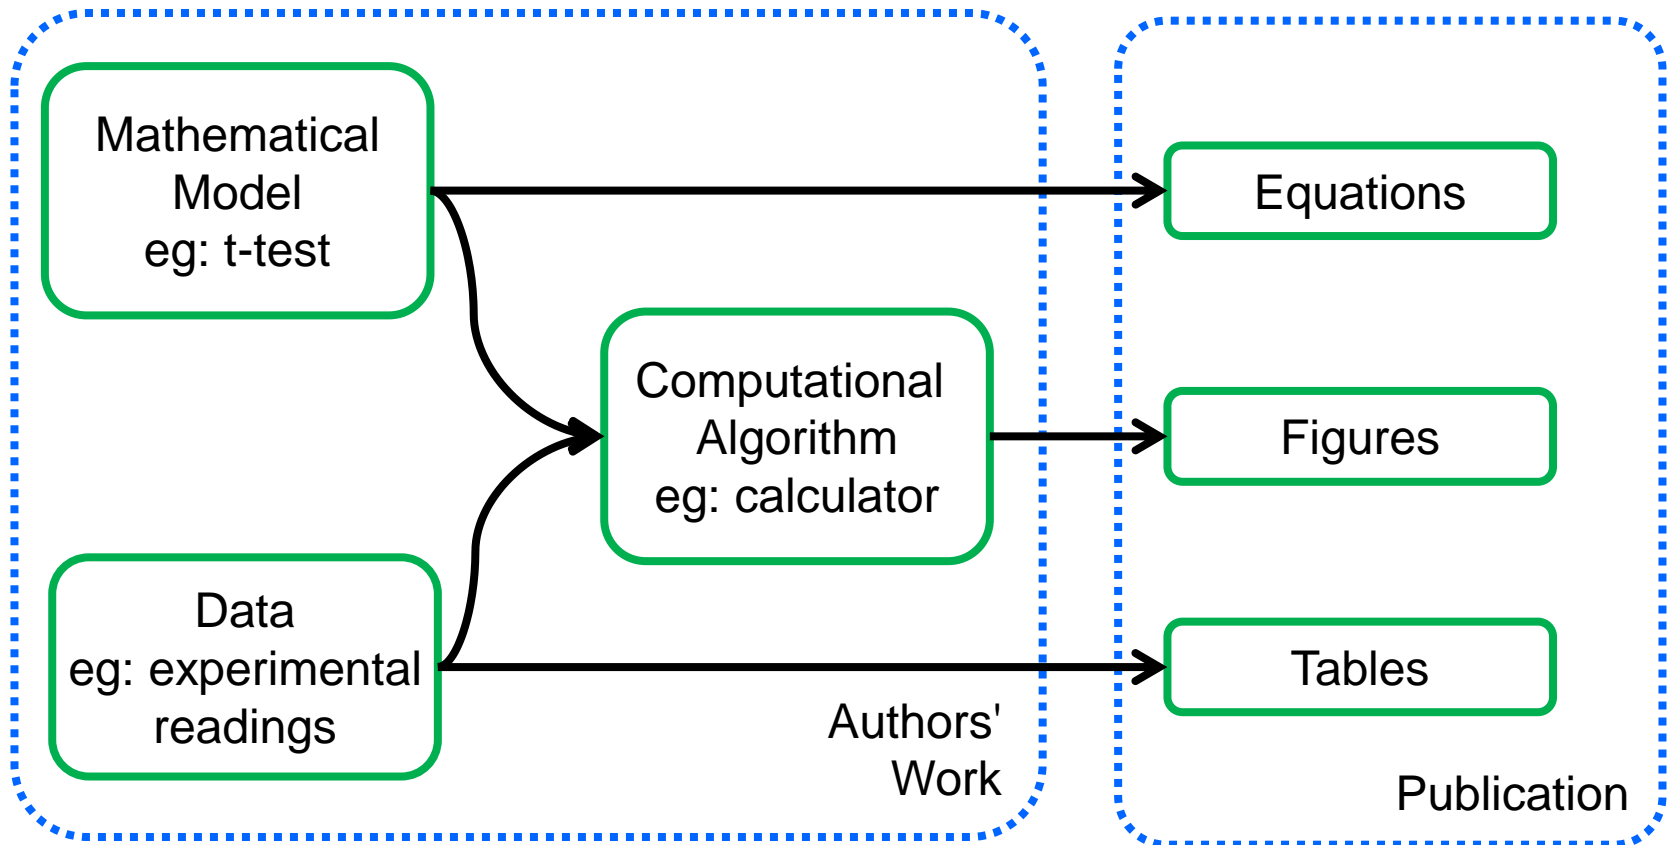 Mathematical
Model
eg: t-test
Equations
Computational
Algorithm
eg: calculator
Figures
Data
eg: experimental
readings
Tables
Authors'
Work
Publication